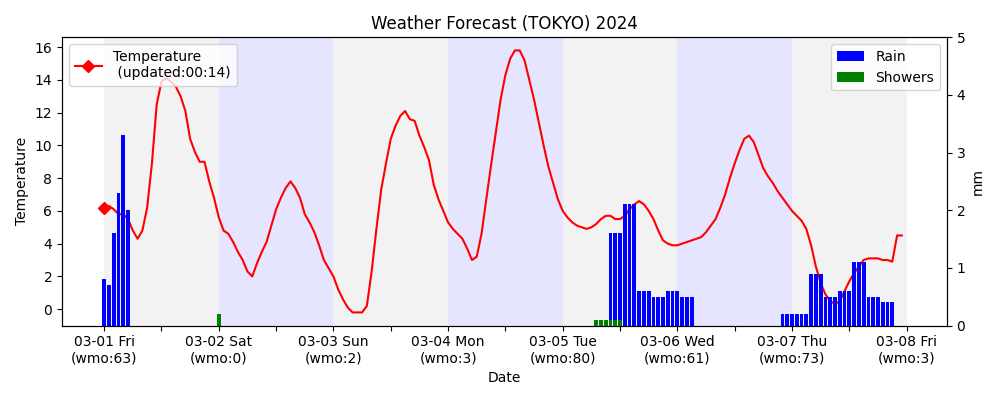 Weather Forecast (TOKYO) 2024
Temperature
(updated:00:14)
Rain
Showers
Temperature
16
14
12
10
8
6
4
2
0
5
4
3
2
1
0
mm
03-01 Fri
(wmo:63)
03-02 Sat
(wmo:0)
03-03 Sun
(wmo:2)
03-04 Mon
(wmo:3)
03-05 Tue
(wmo:80)
03-06 Wed
(wmo:61)
03-07 Thu
(wmo:73)
03-08 Fri
(wmo:3)
Date